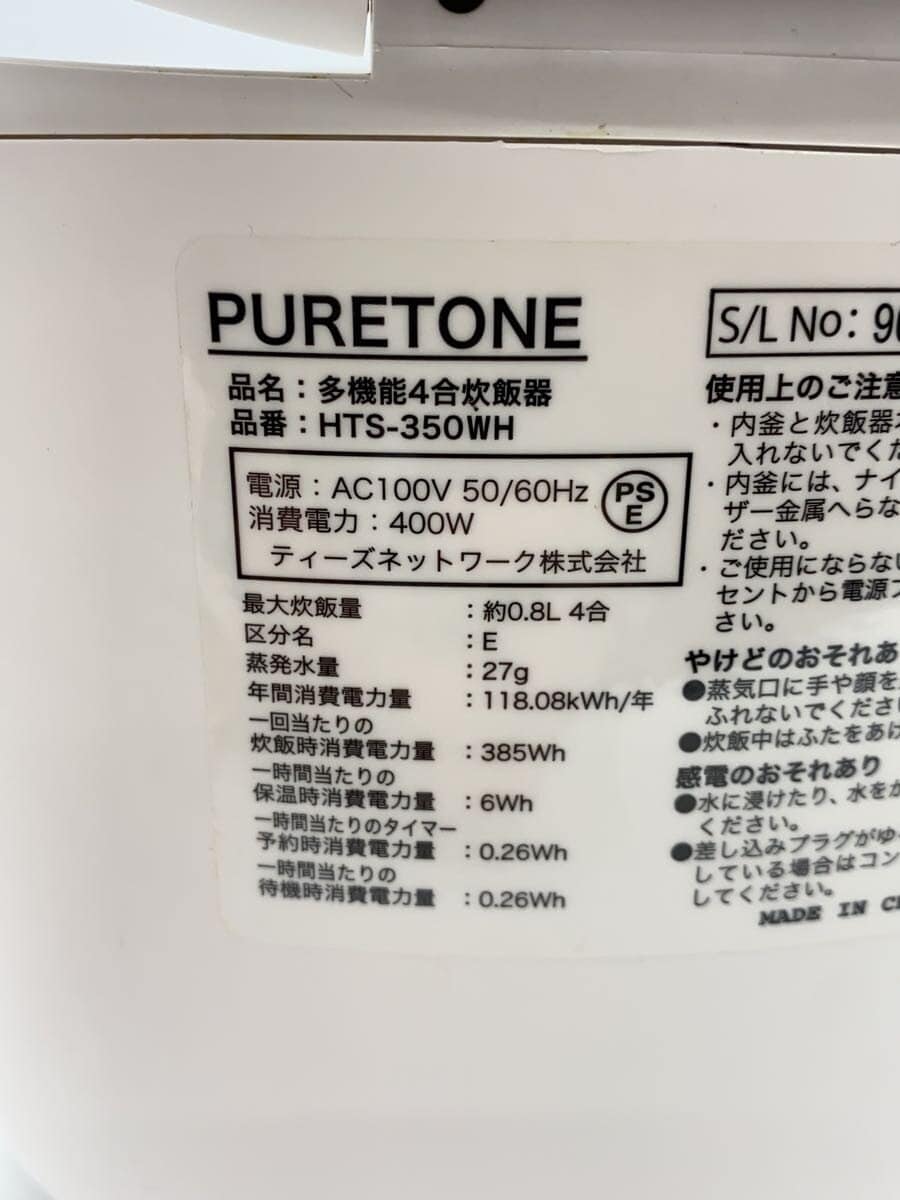 PURETONE
品名：多機能4合炊飯器
品番：HTS-350WH
電源：AC100V 50/60Hz
消費電力：400W
PS
E
ティーズネットワーク株式会社
最大炊飯量 ：約0.8L 4合
区分名 ：E
蒸発水量 ：27g
年間消費電力量 ：118.08kWh/年
一回当たりの
炊飯時消費電力量 ：385Wh
一時間当たりの
保温時消費電力量 ：6Wh
一時間当たりのタイマー
予約時消費電力量 ：0.26Wh
一時間当たりの
待機時消費電力量 ：0.26Wh
S/L No: 9
使用上のご注意
・内釜と炊飯器
入れないでくだ
・内釜には、ナイ
ザー金属へらな
ださい。
・ご使用にならない
セントから電源プ
さい。
やけどのおそれあ
●蒸気口に手や顔を
ふれないでください
●炊飯中はふたをあけ
感電のおそれあり
●水に浸けたり、水をか
ください。
●差し込みプラグがゆ
している場合はコン
してください。
MADE IN C